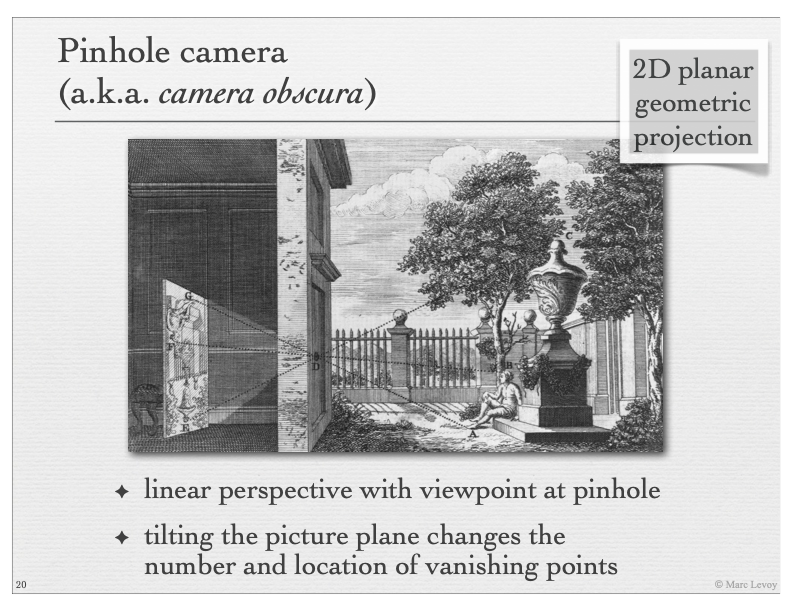 Pinhole camera
(a.k.a. camera obscura)
2D planar
geometric
projection
C
G
F
D
B
A
E
✦ linear perspective with viewpoint at pinhole
✦ tilting the picture plane changes the
number and location of vanishing points
20
© Marc Levoy